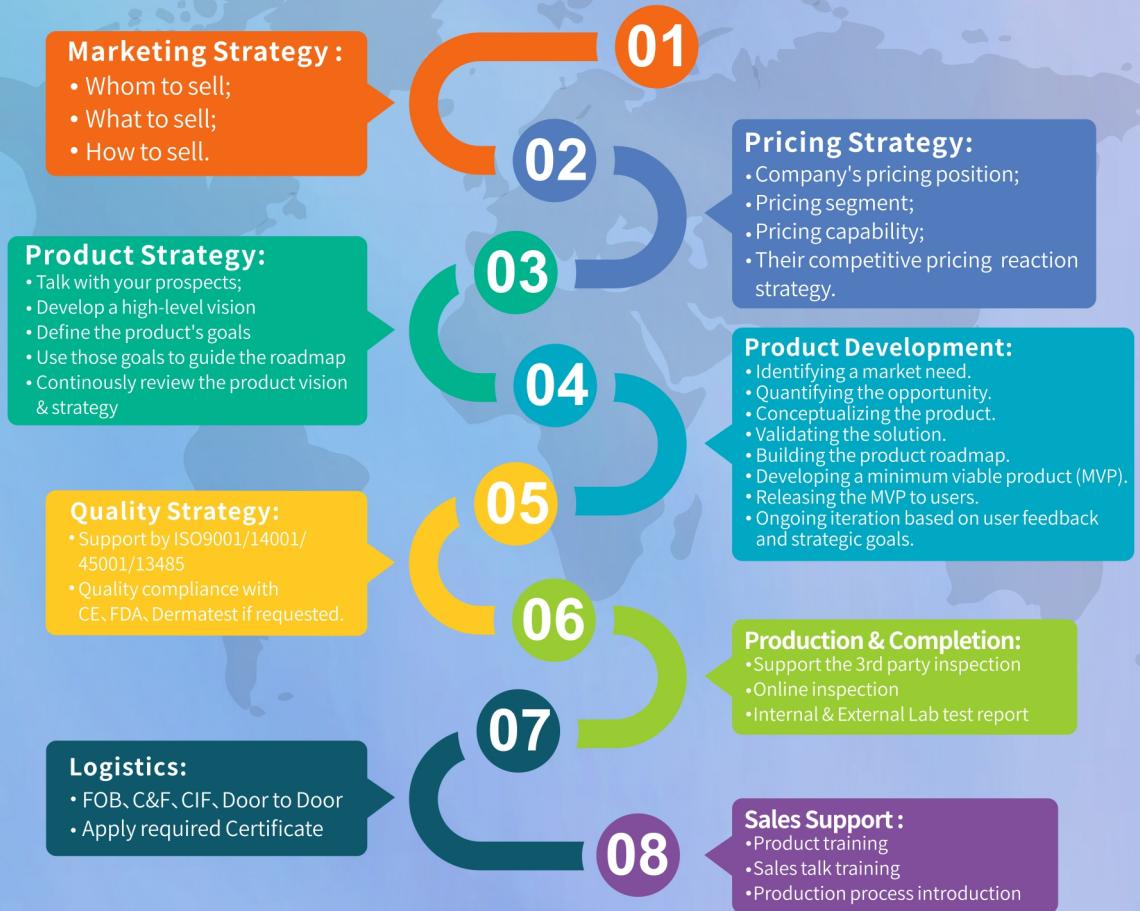 01
Marketing Strategy :
• Whom to sell;
• What to sell;
• How to sell.
02
Pricing Strategy:
• Company's pricing position;
• Pricing segment;
• Pricing capability;
• Their competitive pricing reaction
strategy.
03
Product Strategy:
• Talk with your prospects;
• Develop a high-level vision
• Define the product's goals
• Use those goals to guide the roadmap
• Continously review the product vision
& strategy
04
Product Development:
• Identifying a market need.
• Quantifying the opportunity.
• Conceptualizing the product.
• Validating the solution.
• Building the product roadmap.
• Developing a minimum viable product (MVP).
• Releasing the MVP to users.
• Ongoing iteration based on user feedback
and strategic goals.
05
Quality Strategy:
• Support by ISO9001/14001/
45001/13485
• Quality compliance with
CE、FDA、Dermatest if requested.
06
Production & Completion:
•Support the 3rd party inspection
•Online inspection
•Internal & External Lab test report
07
Logistics:
• FOB、C&F、CIF、Door to Door
• Apply required Certificate
08
Sales Support :
•Product training
•Sales talk training
•Production process introduction